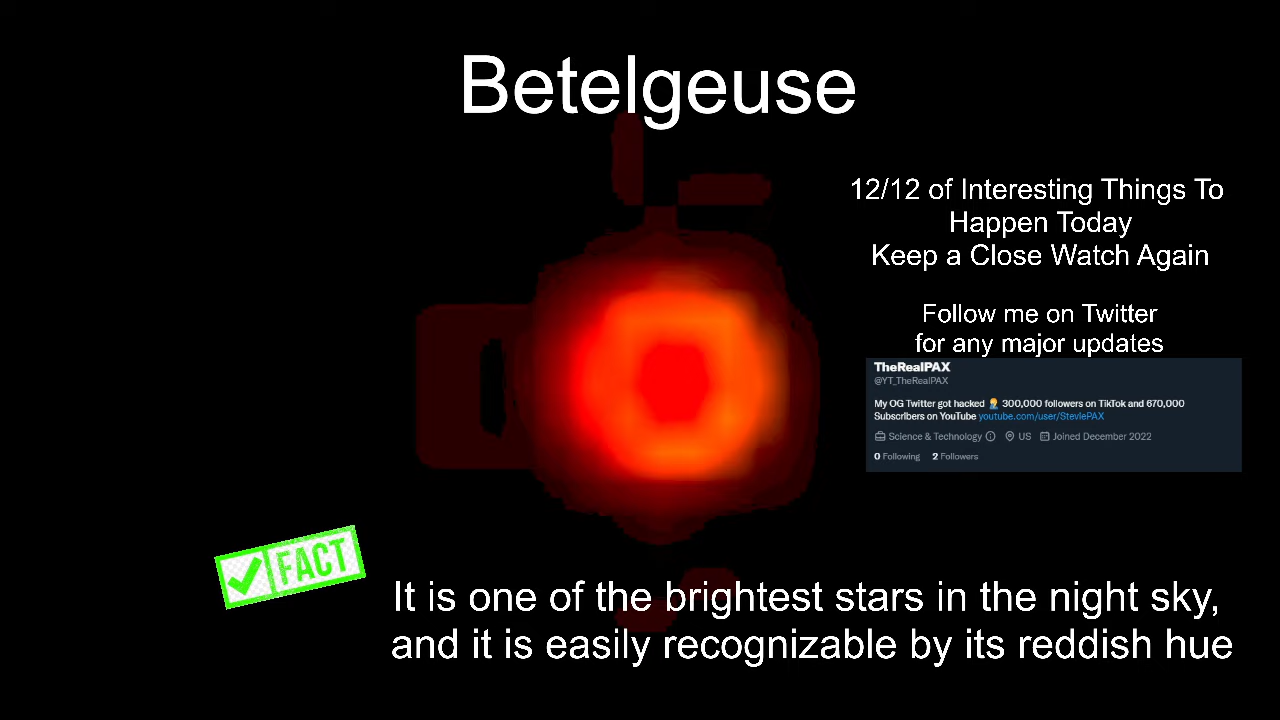 Betelgeuse
12/12 of Interesting Things To
Happen Today
Keep a Close Watch Again
Follow me on Twitter
for any major updates
TheRealPAX
@YT_TheRealPAX
My OG Twitter got hacked 🤦 300,000 followers on TikTok and 670,000
Subscribers on YouTube youtube.com/user/SteviePAX
Science & Technology US Joined December 2022
0 Following 2 Followers
FACT
It is one of the brightest stars in the night sky,
and it is easily recognizable by its reddish hue